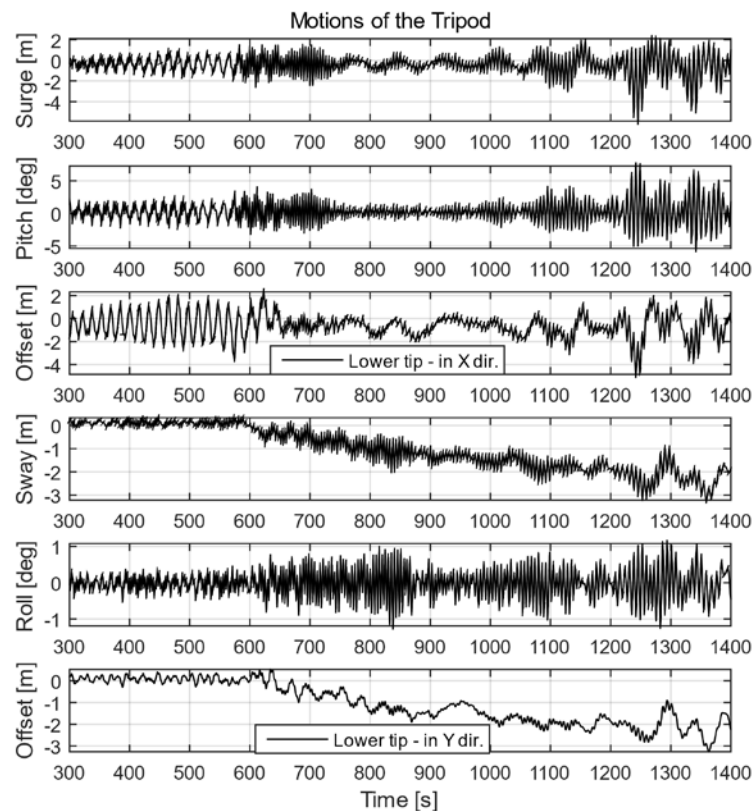 Motions of the Tripod
Surge [m]
2
0
-2
-4
300 400 500 600 700 800 900 1000 1100 1200 1300 1400
Pitch [deg]
5
0
-5
300 400 500 600 700 800 900 1000 1100 1200 1300 1400
Offset [m]
2
0
-2
-4
Lower tip - in X dir.
300 400 500 600 700 800 900 1000 1100 1200 1300 1400
Sway [m]
0
-1
-2
-3
300 400 500 600 700 800 900 1000 1100 1200 1300 1400
Roll [deg]
1
0
-1
300 400 500 600 700 800 900 1000 1100 1200 1300 1400
Offset [m]
0
-1
-2
-3
Lower tip - in Y dir.
300 400 500 600 700 800 900 1000 1100 1200 1300 1400
Time [s]